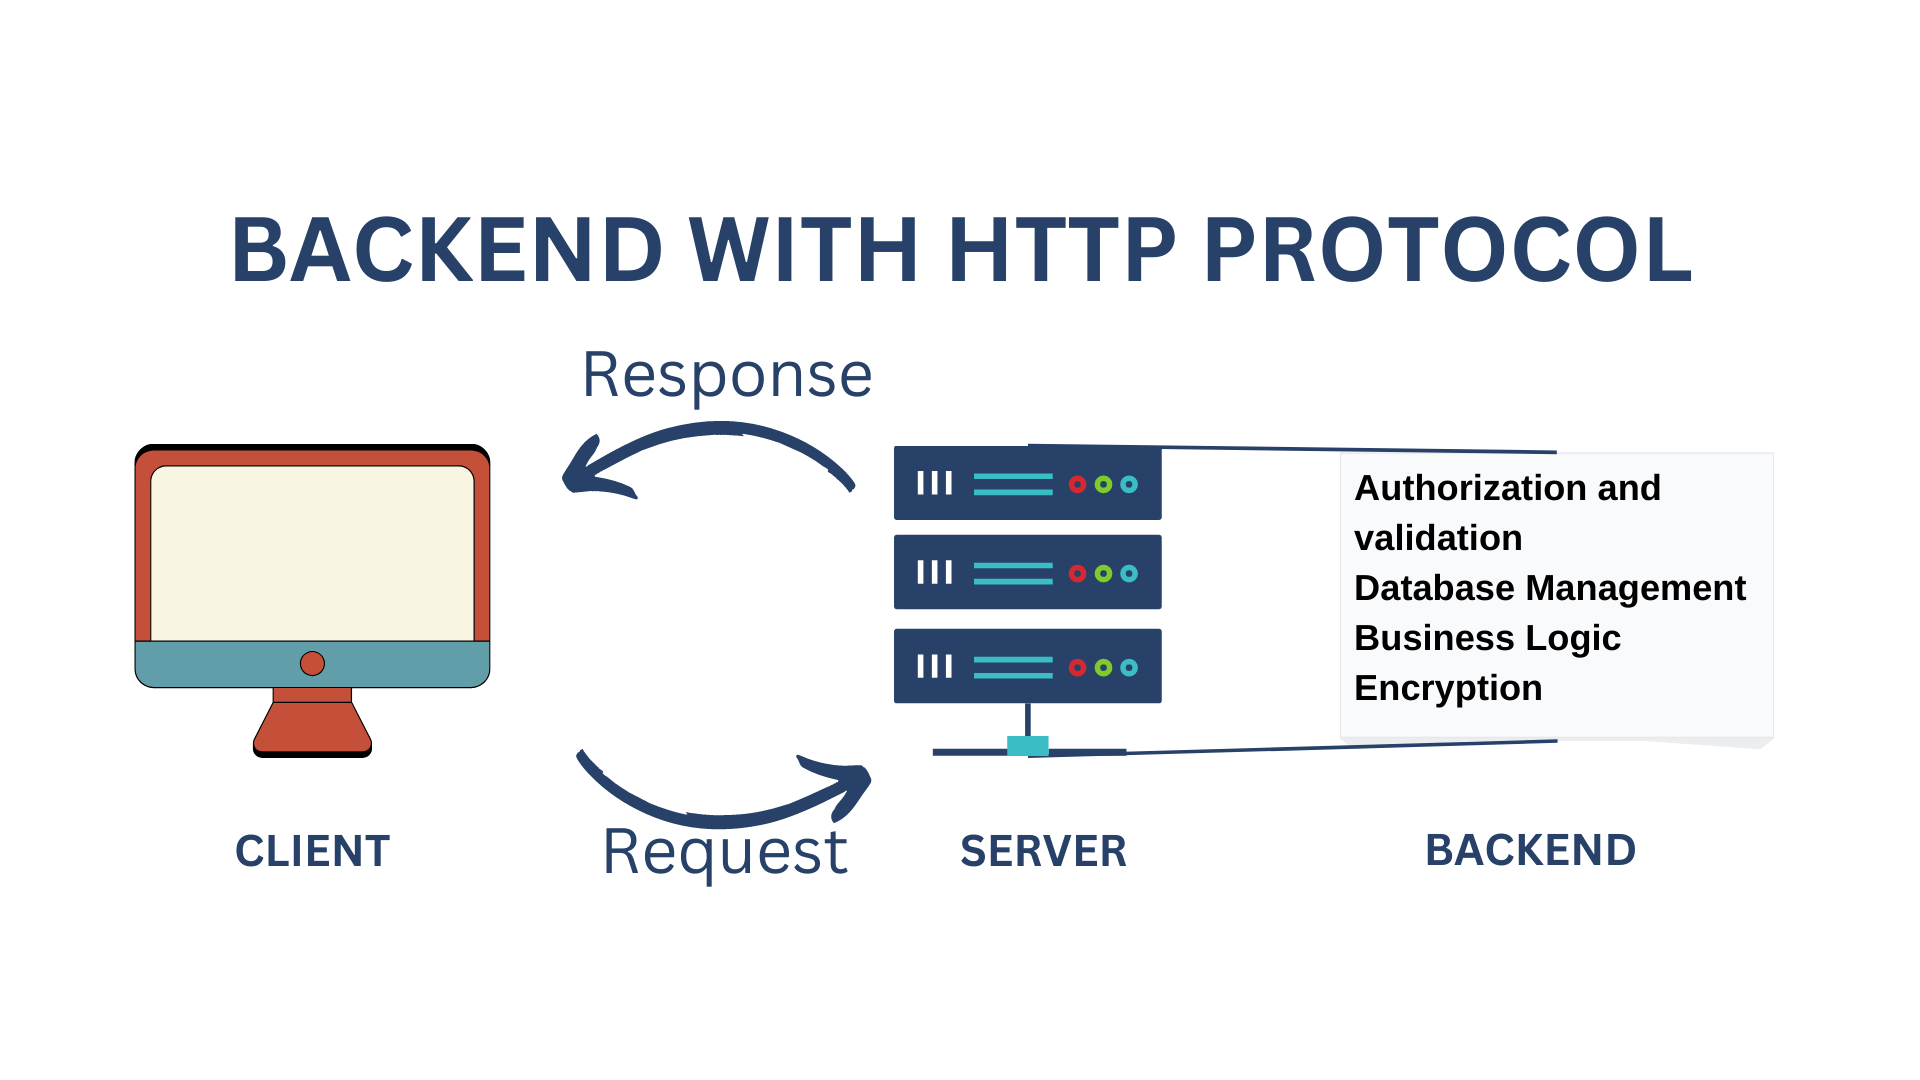 BACKEND WITH HTTP PROTOCOL
Response
Authorization and
validation
Database Management
Business Logic
Encryption
Request
CLIENT
SERVER
BACKEND